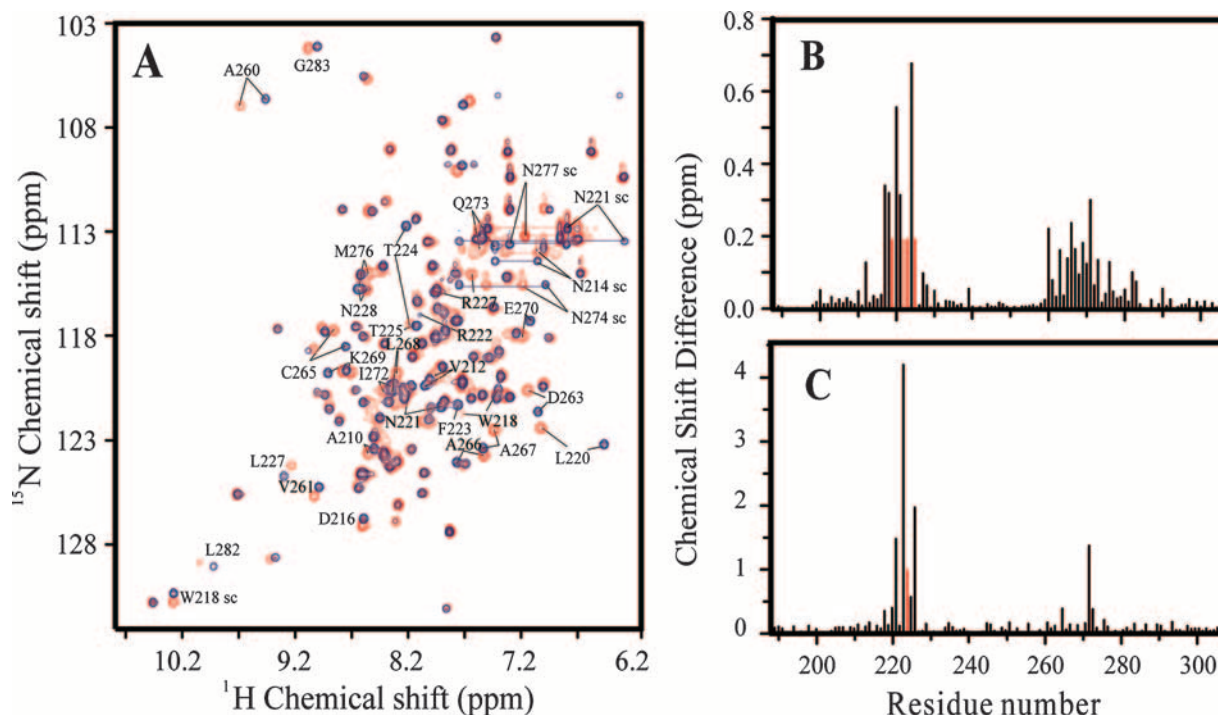 A
103
108
113
118
123
128
¹⁵N Chemical shift (ppm)
10.2 9.2 8.2 7.2 6.2
¹H Chemical shift (ppm)
A260
G283
N277 sc
N221 sc
Q273
M276
T224
N214 sc
N228
R227
N274 sc
T225
E270
R222
L268
C265
K269
I272
V212
D263
N221
F223
W218
A210
A266
A267
L220
L227
V261
D216
L282
W218 sc
B
0.8
0.6
0.4
0.2
0.0
Chemical Shift Difference (ppm)
C
4
3
2
1
0
200 220 240 260 280 300
Residue number